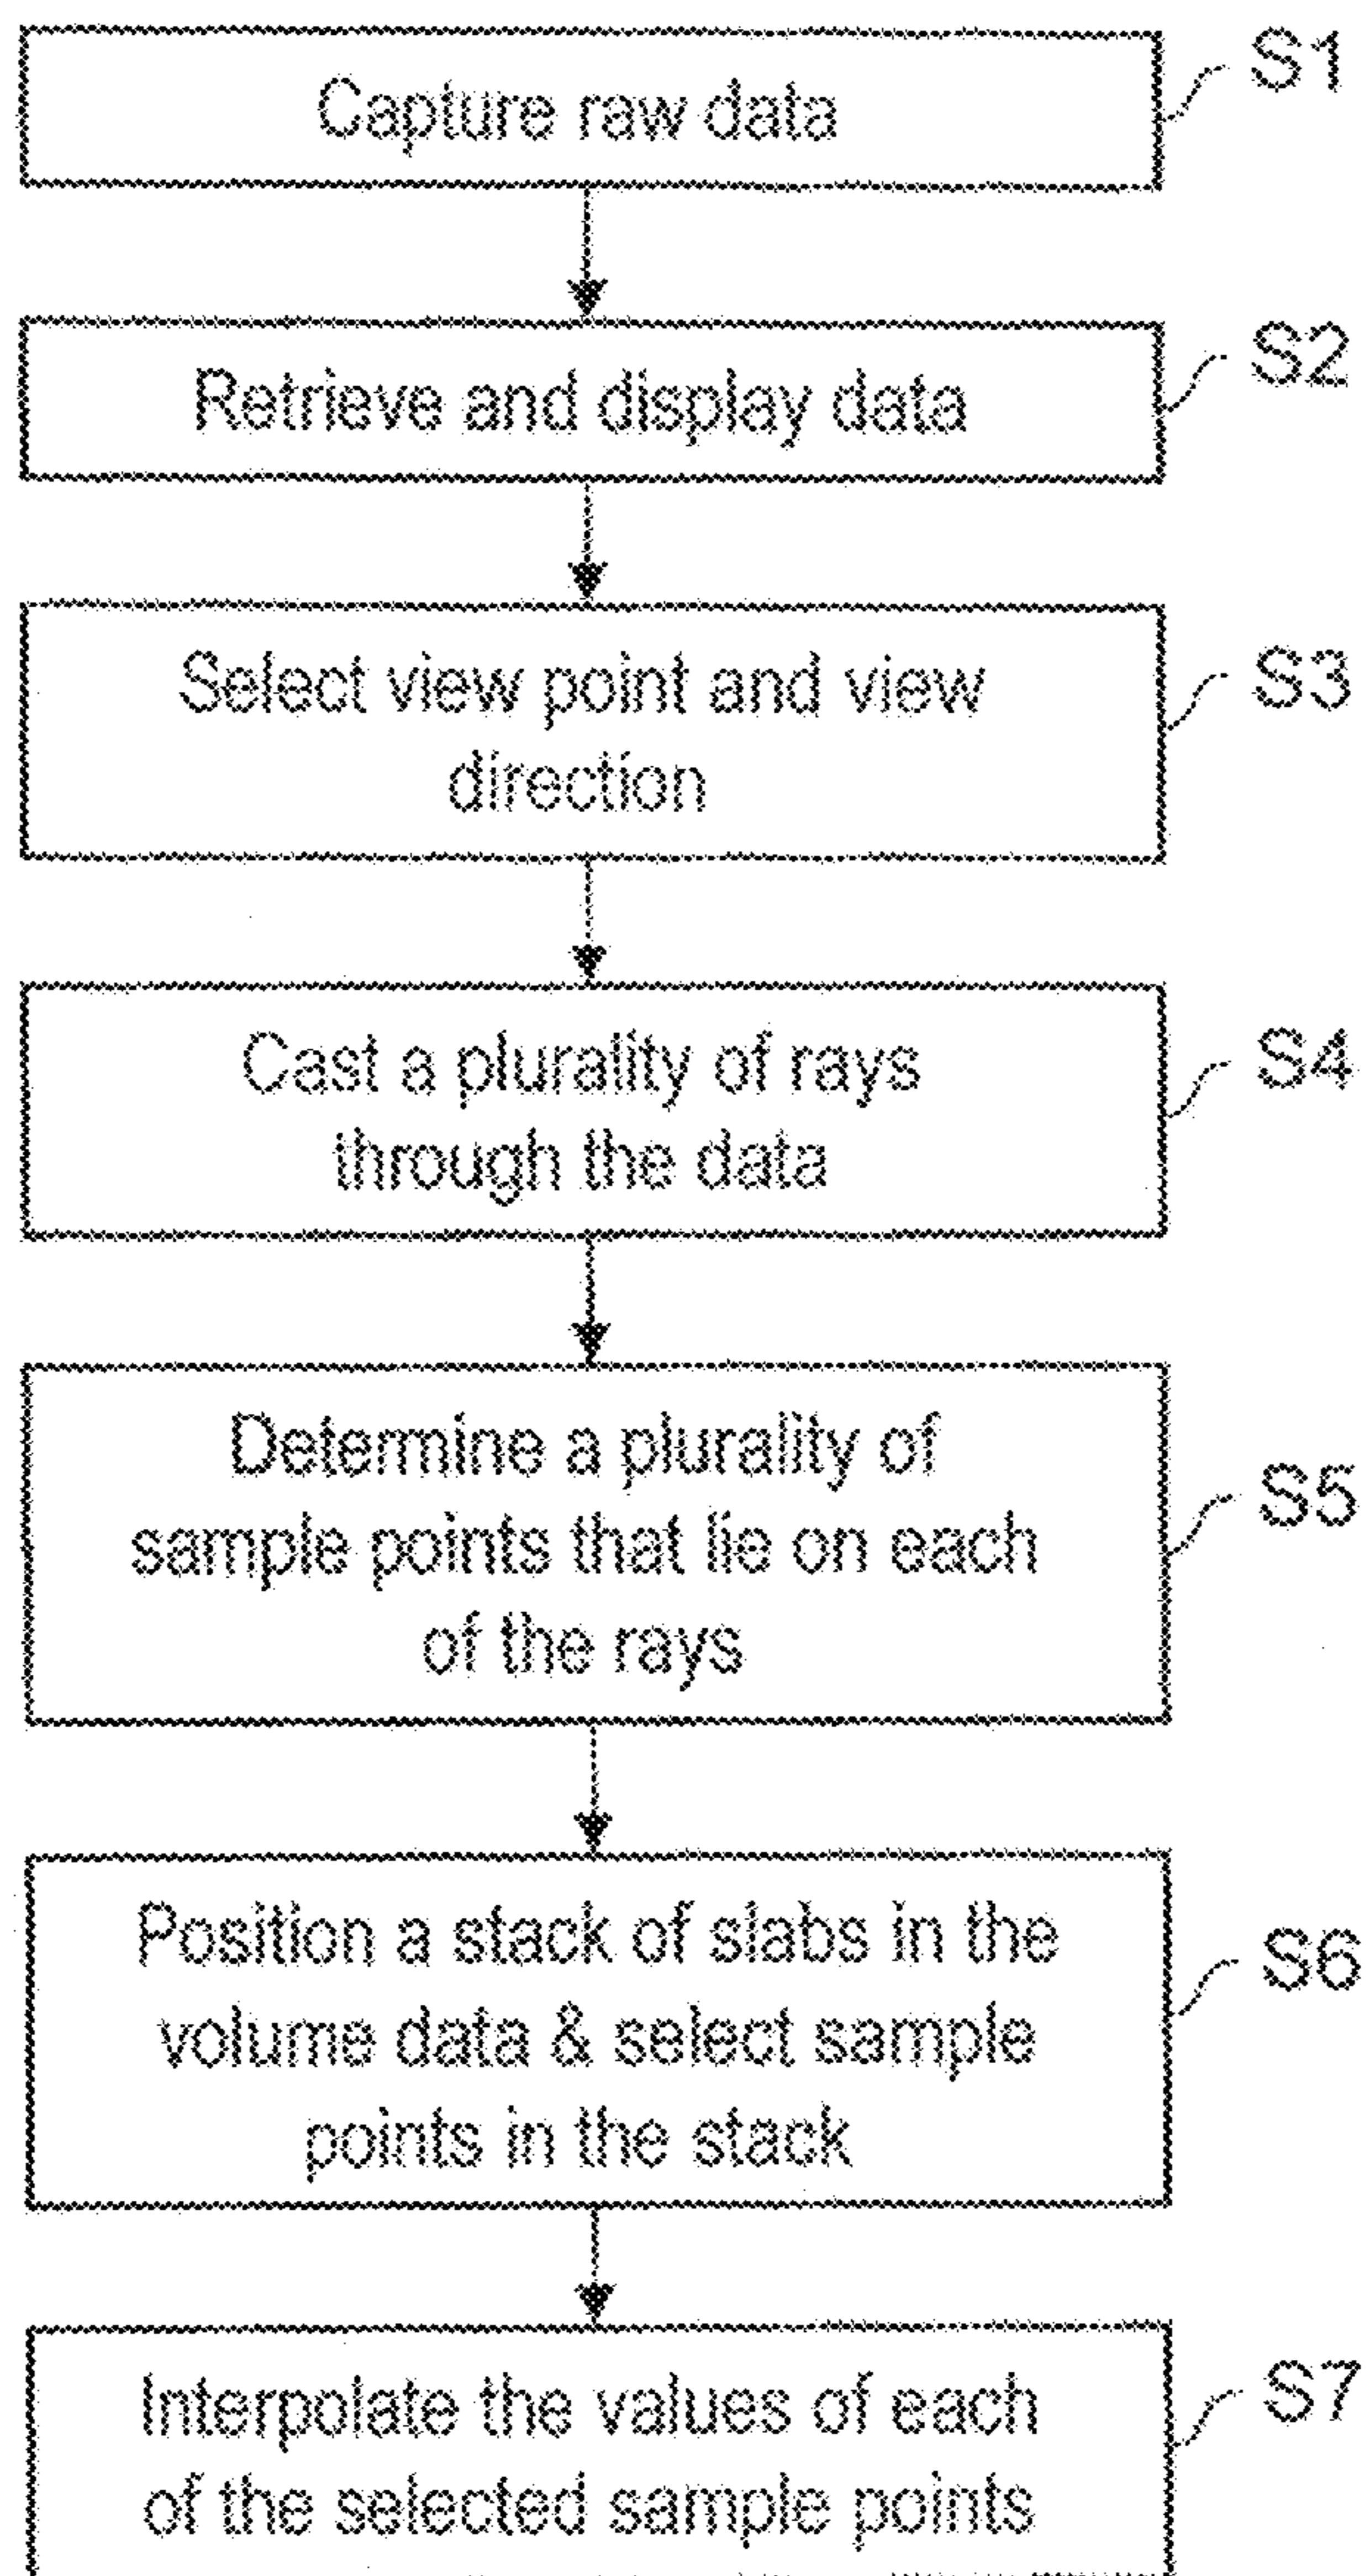 Capture raw data
S1
Retrieve and display data
S2
Select view point and view
direction
S3
Cast a plurality of rays
through the data
S4
Determine a plurality of
sample points that lie on each
of the rays
S5
Position a stack of slabs in the
volume data & select sample
points in the stack
S6
Interpolate the values of each
of the selected sample points
S7